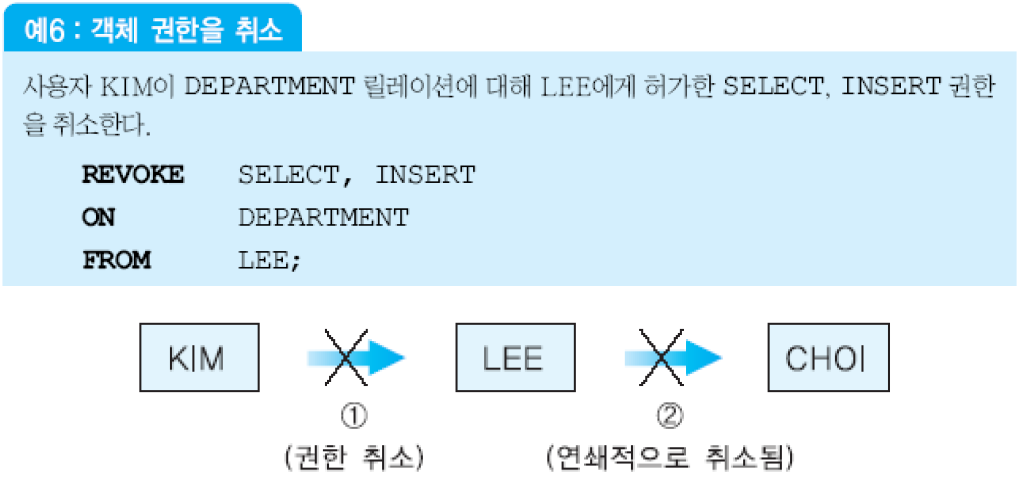 예6 : 객체 권한을 취소
사용자 KIM이 DEPARTMENT 릴레이션에 대해 LEE에게 허가한 SELECT, INSERT 권한
을 취소한다.
REVOKE SELECT, INSERT
ON DEPARTMENT
FROM LEE;
KIM LEE CHOI
① ②
(권한 취소) (연쇄적으로 취소됨)